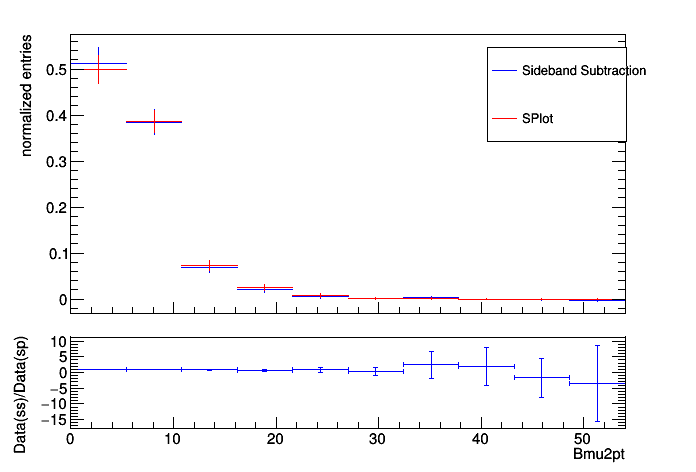 normalized entries
0.5
0.4
0.3
0.2
0.1
0
Sideband Subtraction
SPlot
Data(ss)/Data(sp)
10
5
0
−5
−10
−15
0 10 20 30 40 50
Bmu2pt